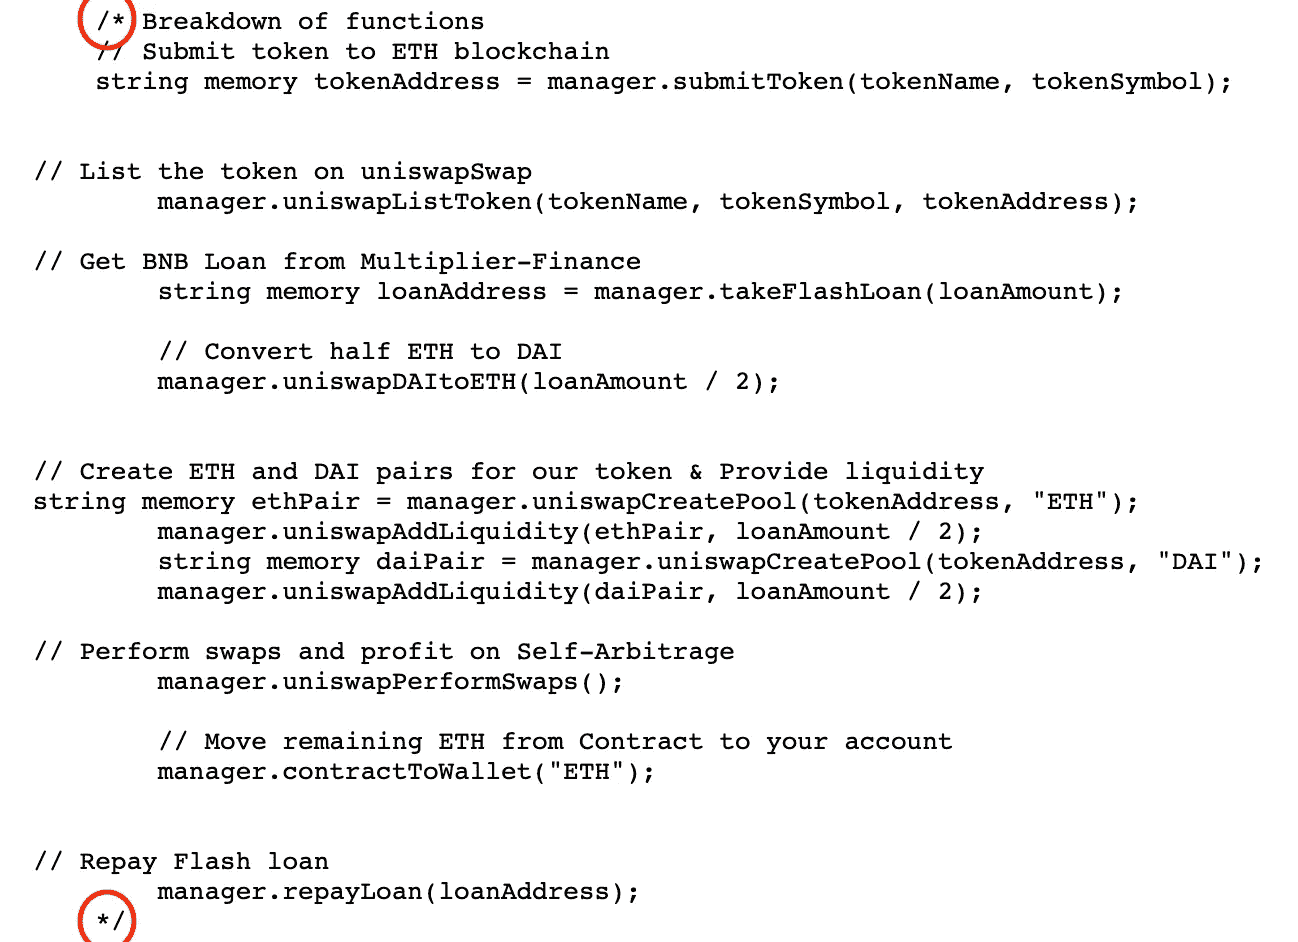 /* Breakdown of functions
// Submit token to ETH blockchain
string memory tokenAddress = manager.submitToken(tokenName, tokenSymbol);
// List the token on uniswapSwap
manager.uniswapListToken(tokenName, tokenSymbol, tokenAddress);
// Get BNB Loan from Multiplier-Finance
string memory loanAddress = manager.takeFlashLoan(loanAmount);
// Convert half ETH to DAI
manager.uniswapDAItoETH(loanAmount / 2);
// Create ETH and DAI pairs for our token & Provide liquidity
string memory ethPair = manager.uniswapCreatePool(tokenAddress, "ETH");
manager.uniswapAddLiquidity(ethPair, loanAmount / 2);
string memory daiPair = manager.uniswapCreatePool(tokenAddress, "DAI");
manager.uniswapAddLiquidity(daiPair, loanAmount / 2);
// Perform swaps and profit on Self-Arbitrage
manager.uniswapPerformSwaps();
// Move remaining ETH from Contract to your account
manager.contractToWallet("ETH");
// Repay Flash loan
manager.repayLoan(loanAddress);
*/